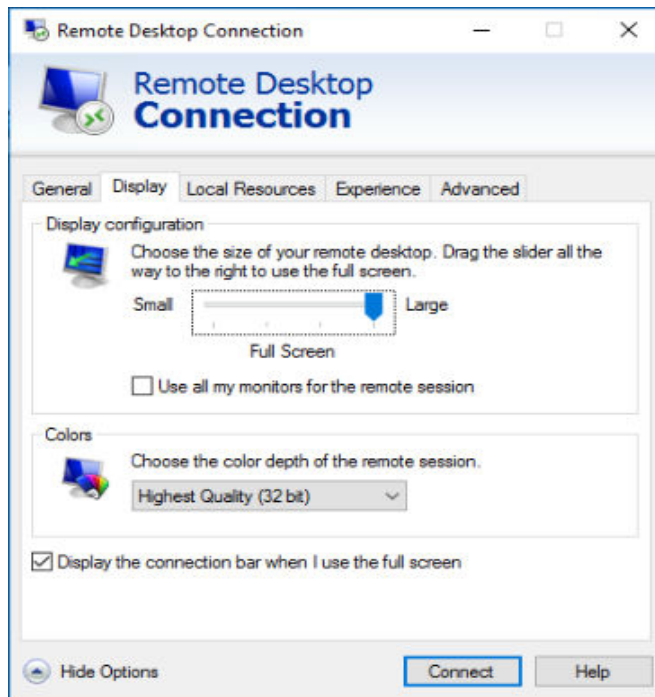 Remote Desktop Connection
Remote Desktop
Connection
General Display Local Resources Experience Advanced
Display configuration
Choose the size of your remote desktop. Drag the slider all the
way to the right to use the full screen.
Small Large
Full Screen
Use all my monitors for the remote session
Colors
Choose the color depth of the remote session.
Highest Quality (32 bit)
Display the connection bar when I use the full screen
Hide Options Connect Help